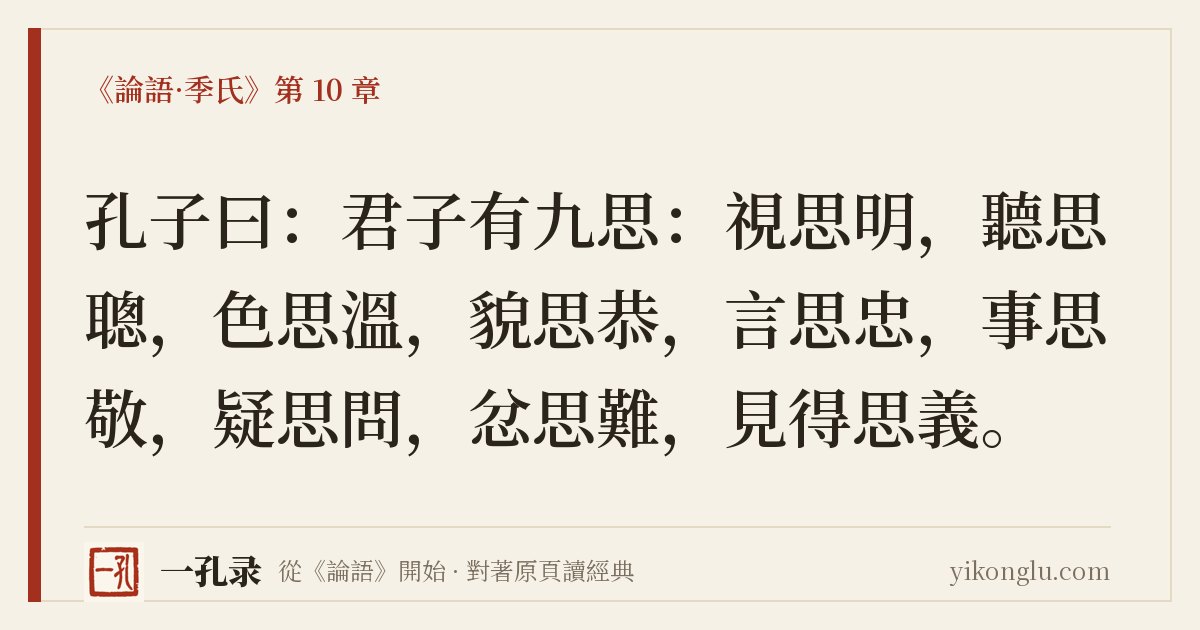 《論語·季氏》第 10 章
孔子曰：君子有九思：視思明，聽思
聰，色思溫，貌思恭，言思忠，事思
敬，疑思問，忿思難，見得思義。
一孔
一孔录 從《論語》開始 · 對著原頁讀經典 yikonglu.com